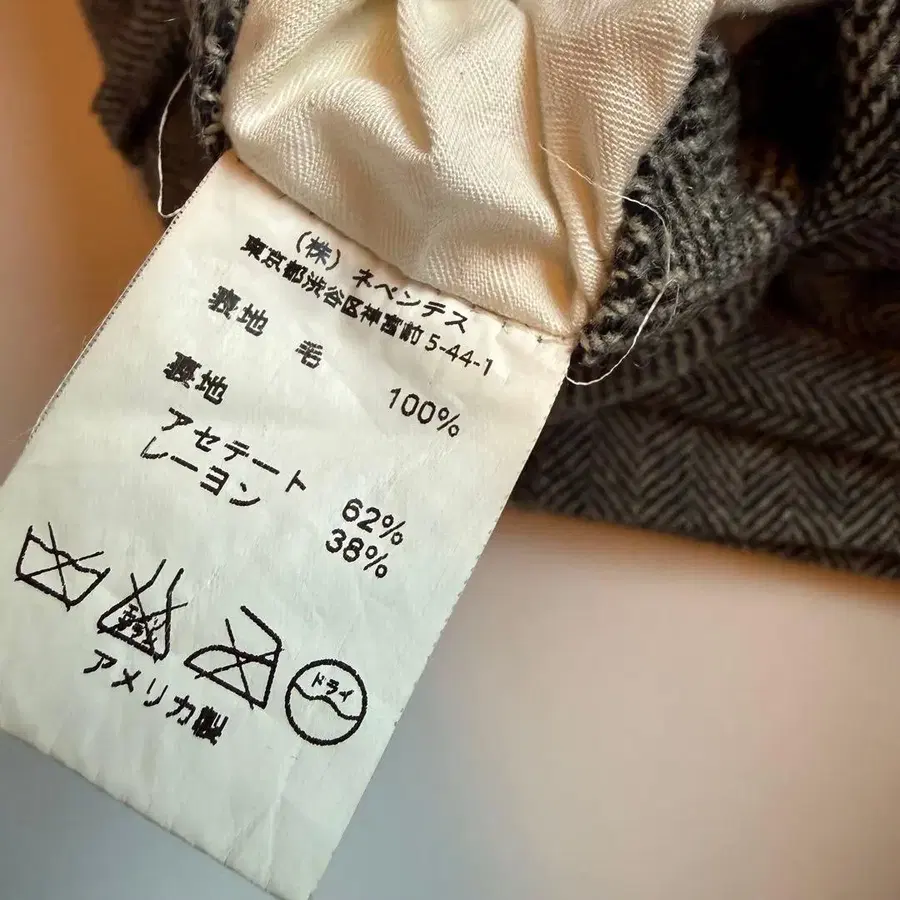 (株)ネペンテス
東京都渋谷区神宮前5-44-1
裏地 毛 100%
裏地
アセテート 62%
レーヨン 38%
ドライ
アメリカ製